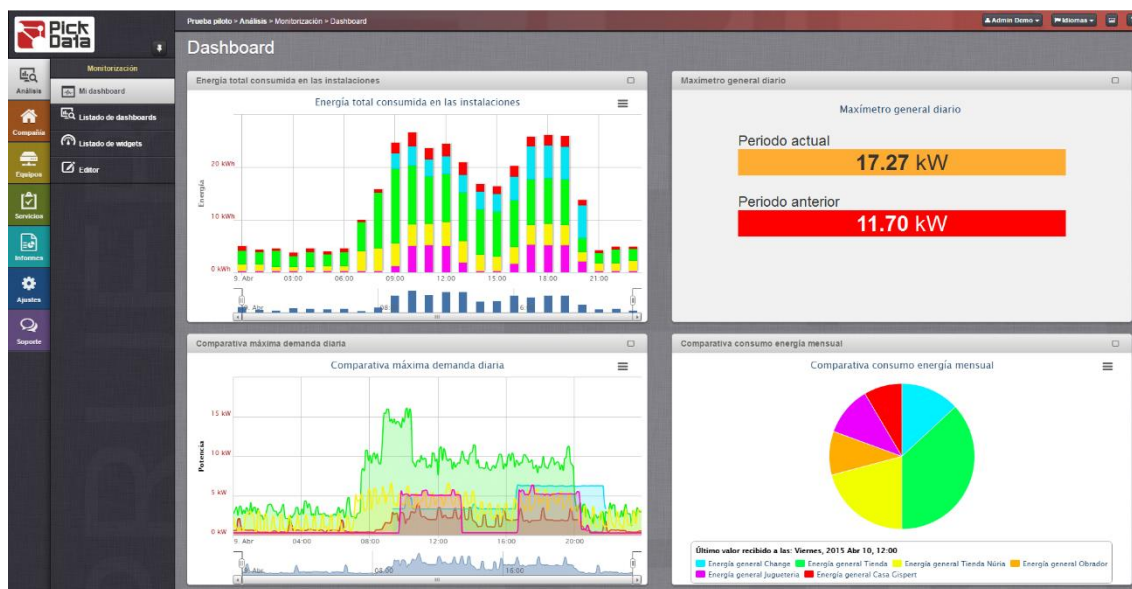 Pick
Data
Prueba piloto > Análisis > Monitorización > Dashboard
Admin Demo
Idiomas
Dashboard
Monitorización
Análisis
Mi dashboard
Listado de dashboards
Compañía
Listado de widgets
Equipos
Editor
Servicios
Informes
Ajustes
Soporte
Energía total consumida en las instalaciones
Energía total consumida en las instalaciones
Energía
20 kWh
10 kWh
0 kWh
9. Abr 03:00 06:00 09:00 12:00 15:00 18:00 21:00
Maximetro general diario
Maxímetro general diario
Periodo actual
17.27 kW
Periodo anterior
11.70 kW
Comparativa máxima demanda diaria
Comparativa máxima demanda diaria
Potencia
15 kW
10 kW
5 kW
0 kW
9. Abr 04:00 08:00 12:00 16:00 20:00
16:00
Comparativa consumo energía mensual
Comparativa consumo energía mensual
Último valor recibido a las: Viernes, 2015 Abr 10, 12:00
Energía general Change Energía general Tienda Energía general Tienda Núria Energía general Obrador
Energía general Jugueteria Energía general Casa Gispert